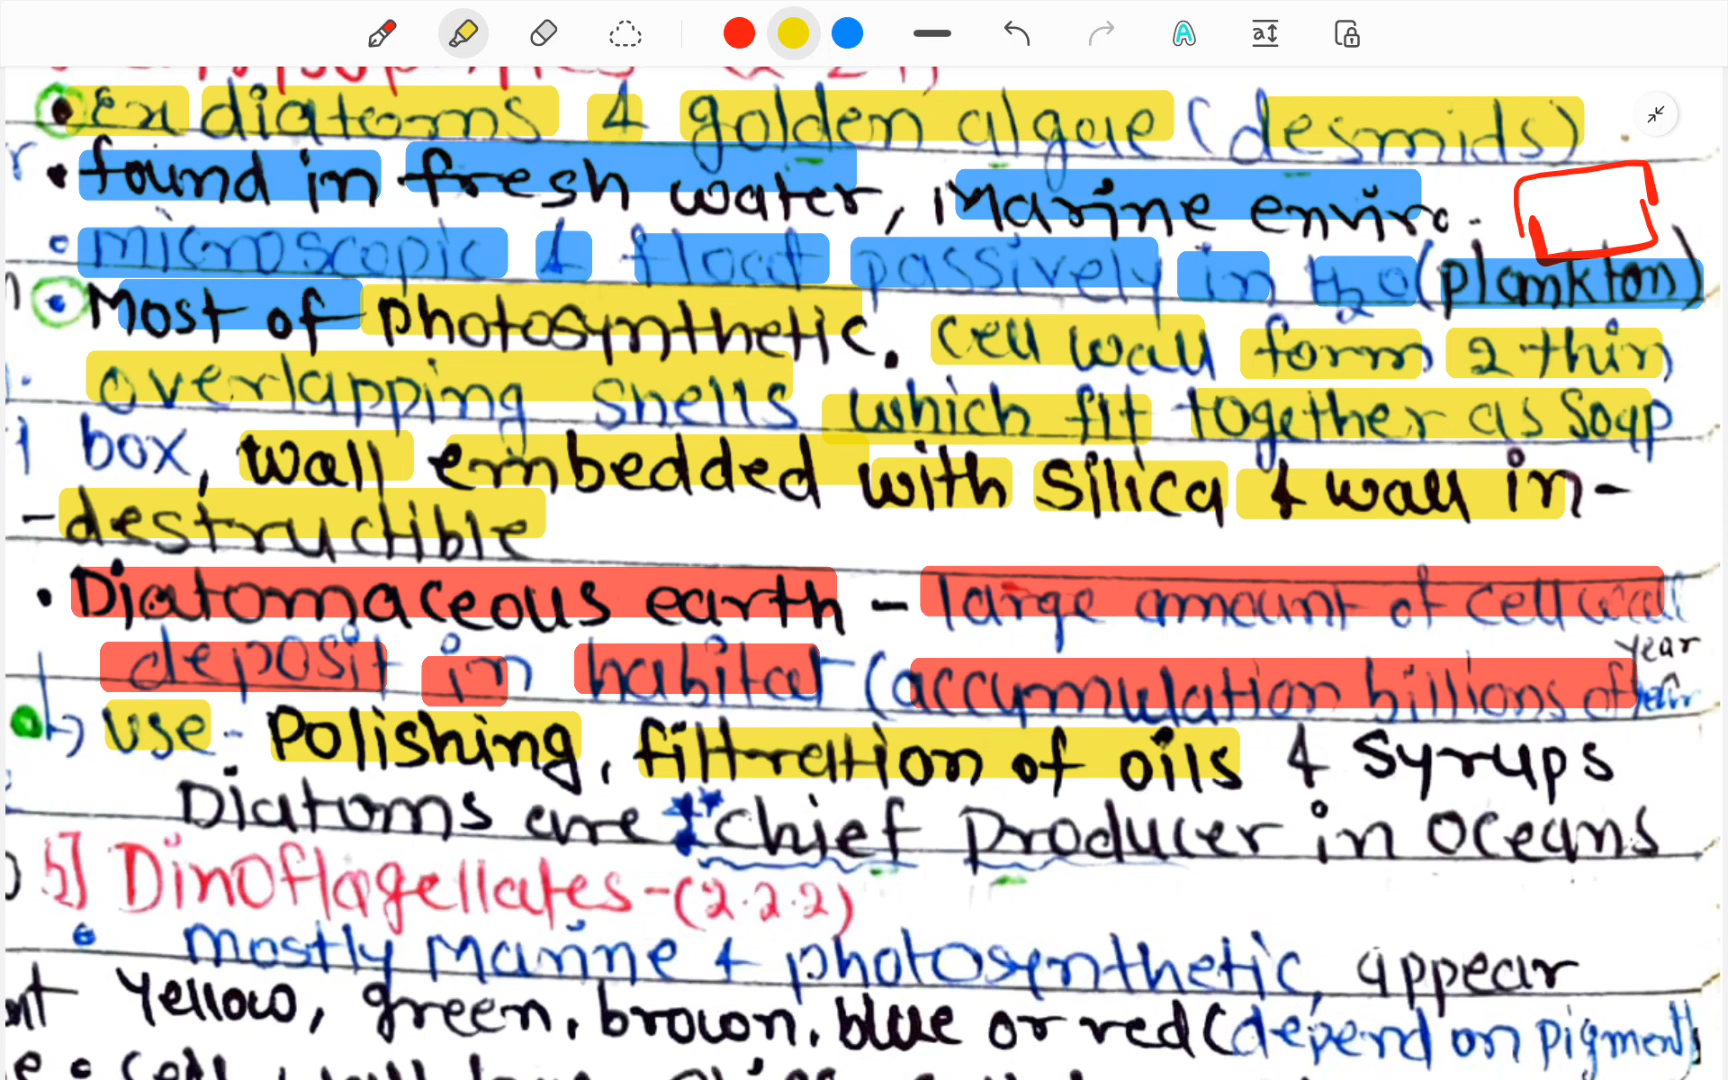 • Ex diatoms & golden algae (desmids)
• found in fresh water, marine enviro.
• microscopic & float passively in H2O (plankton)
• Most of photosynthetic. Cell wall form 2 thin
overlapping shells which fit together as soap
box, wall embedded with silica & wall in-
-destructible
• Diatomaceous earth - large amount of cell wall
deposit in habitat (accumulation billions of year
↳ use - Polishing, filtration of oils & syrups
Diatoms are chief Producer in oceans
b] Dinoflagellates - (2.2.2)
• mostly marine & photosynthetic, appear
Yellow, green, brown, blue or red (depend on pigment)